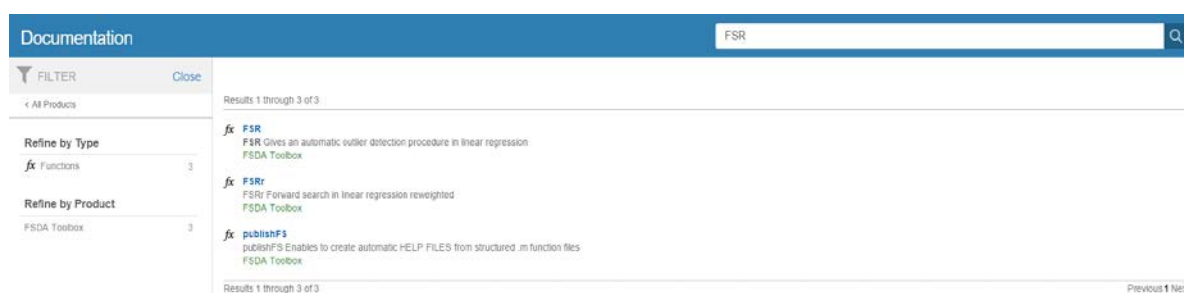 Documentation
FSR
FILTER Close
< All Products
Refine by Type
fx Functions 3
Refine by Product
FSDA Toolbox 3
Results 1 through 3 of 3
fx FSR
FSR Gives an automatic outlier detection procedure in linear regression
FSDA Toolbox
fx FSRr
FSRr Forward search in linear regression reweighted
FSDA Toolbox
fx publishFS
publishFS Enables to create automatic HELP FILES from structured .m function files
FSDA Toolbox
Results 1 through 3 of 3
Previous 1 Nex